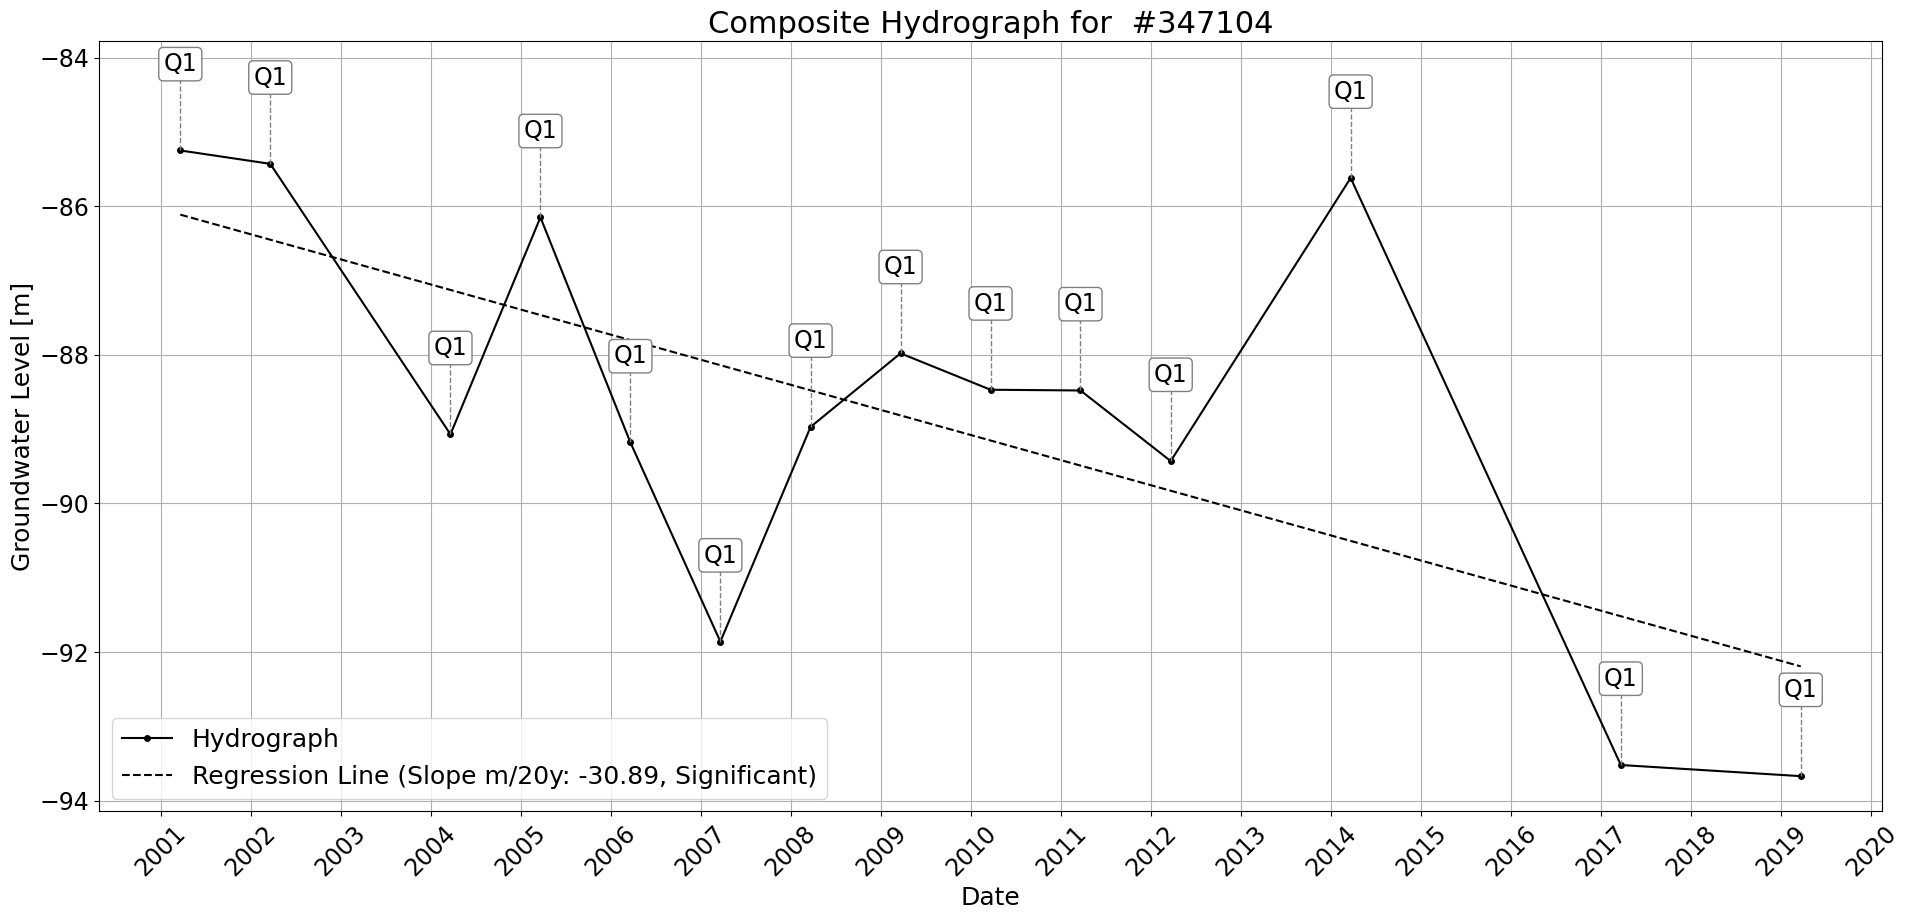 Composite Hydrograph for  #347104
Groundwater Level [m]
−84
−86
−88
−90
−92
−94
Q1
Q1
Q1
Q1
Q1
Q1
Q1
Q1
Q1
Q1
Q1
Q1
Q1
Q1
Hydrograph
Regression Line (Slope m/20y: -30.89, Significant)
2001
2002
2003
2004
2005
2006
2007
2008
2009
2010
2011
2012
2013
2014
2015
2016
2017
2018
2019
2020
Date